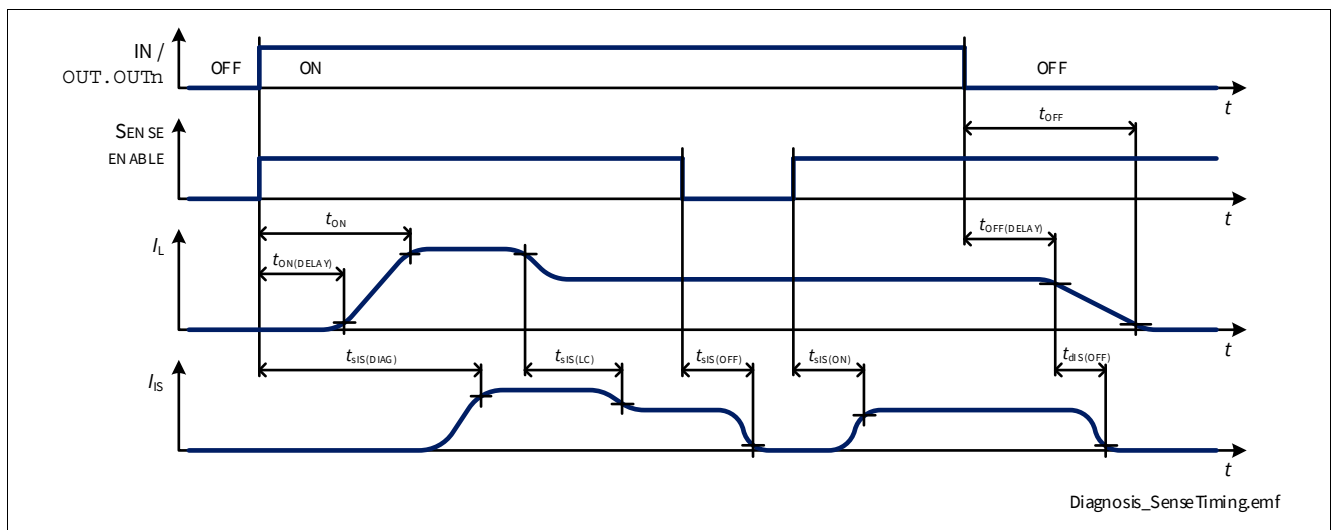 IN /
OUT.OUTn
OFF
ON
OFF
t
SENSE
ENABLE
tOFF
t
IL
tON
tON(DELAY)
tOFF(DELAY)
t
IIS
tsIS(DIAG)
tsIS(LC)
tsIS(OFF)
tsIS(ON)
tdIS(OFF)
t
Diagnosis_SenseTiming.emf